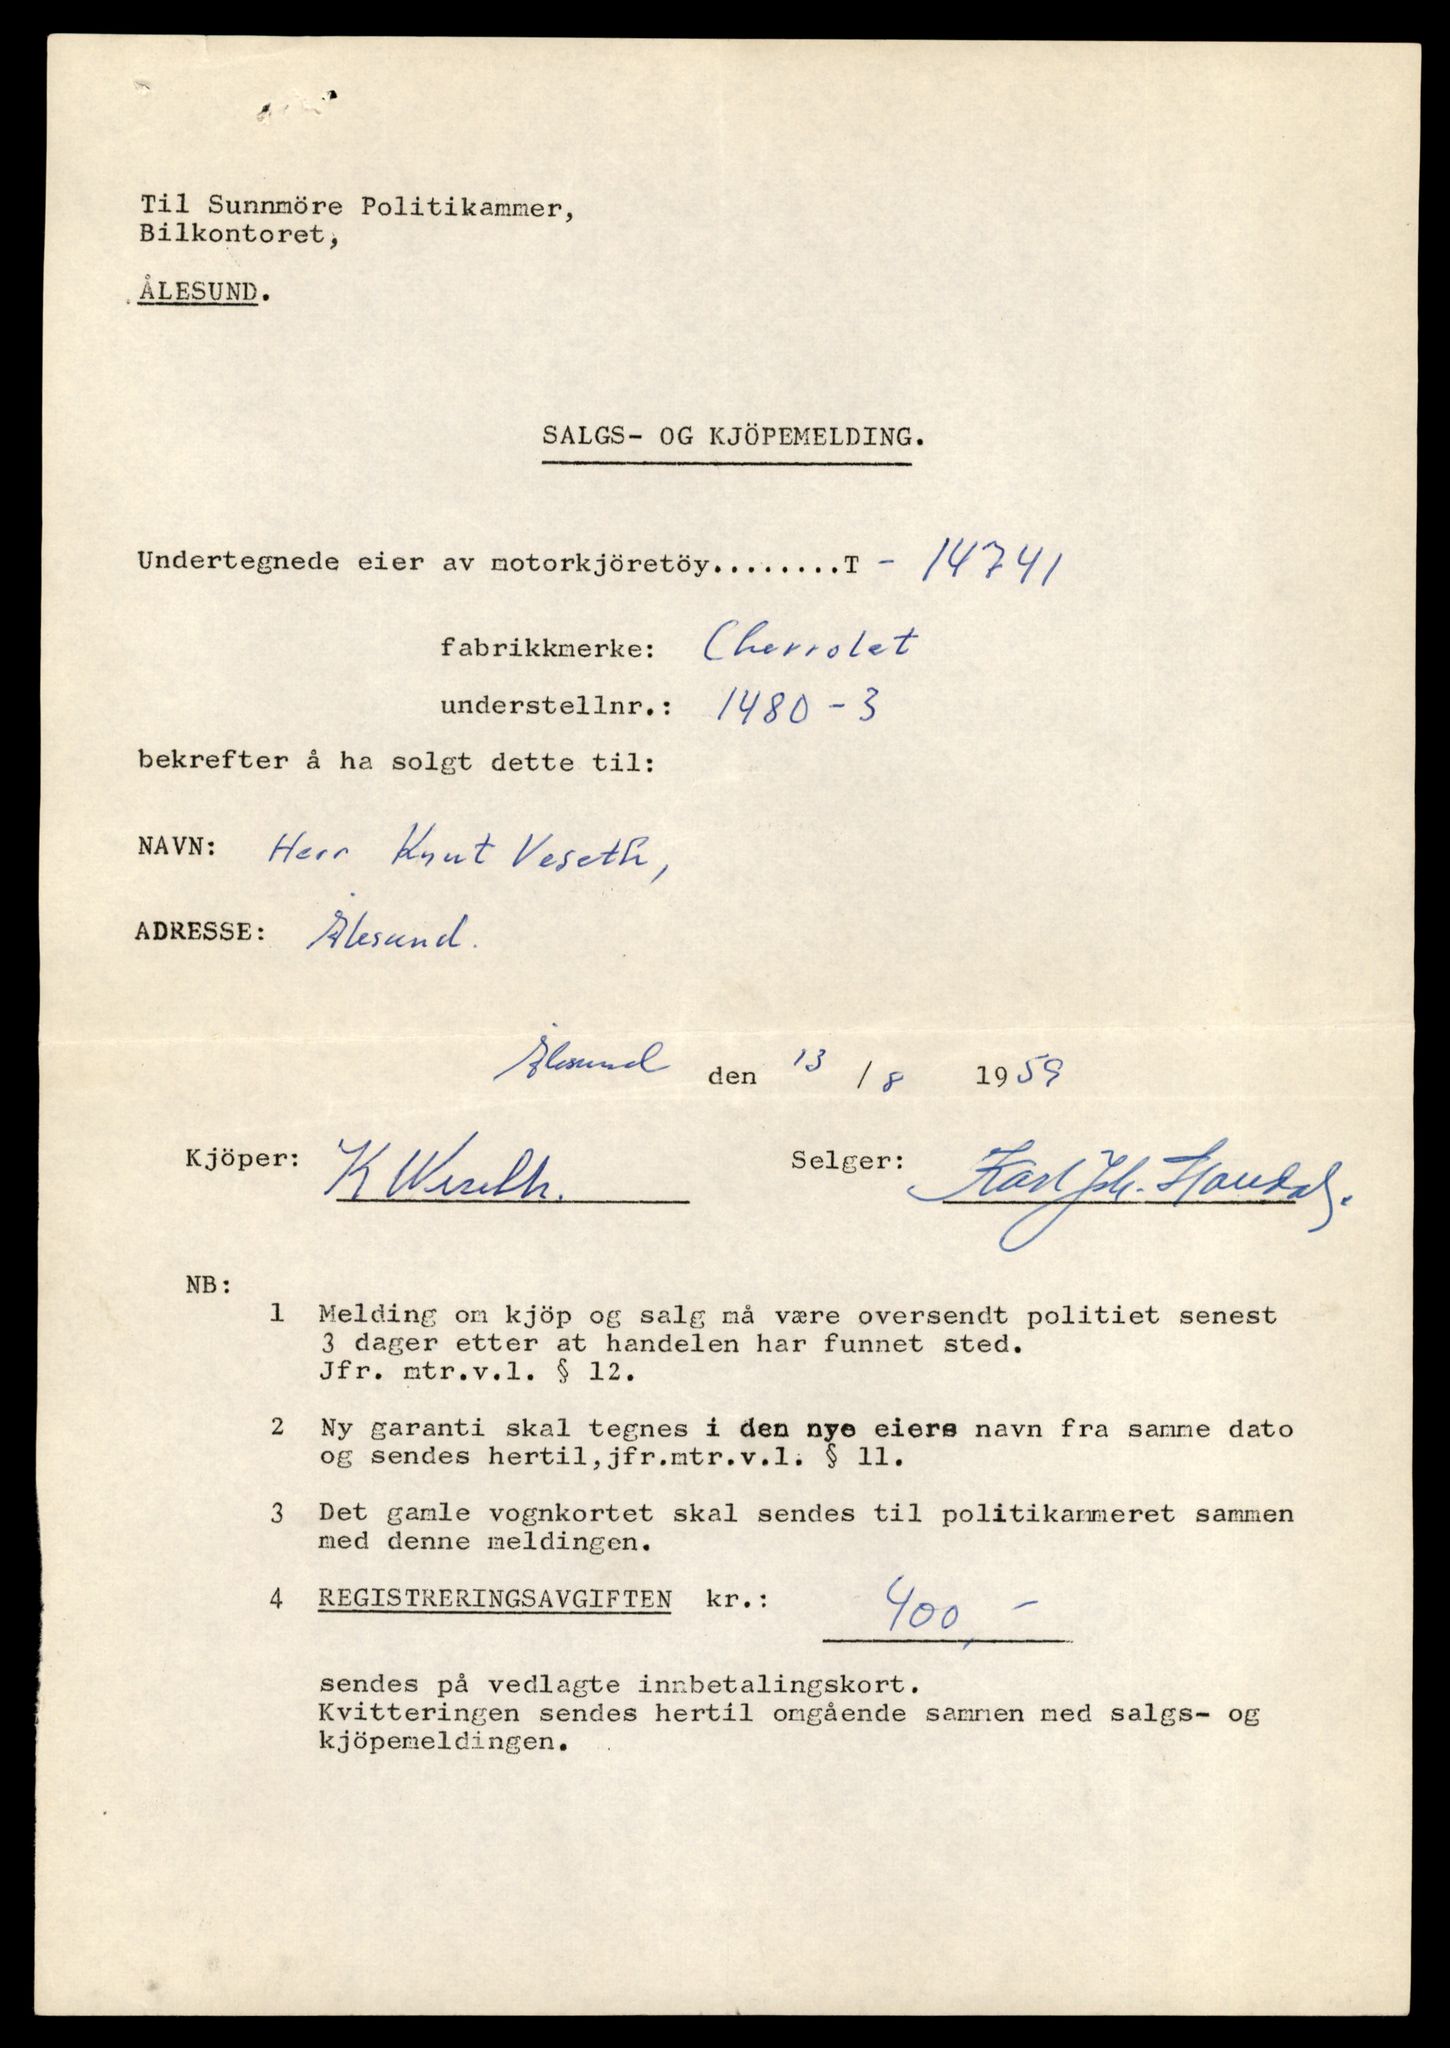 Til Sunnmöre Politikammer,
Bilkontoret,
ÅLESUND.
SALGS- OG KJÖPEMELDING.
Undertegnede eier av motorkjöretöy........T - 14741
fabrikkmerke: Chevrolet
understellnr.: 1480-3
bekrefter å ha solgt dette til:
NAVN: Herr Knut Veseth,
ADRESSE: Ålesund.
Ålesund den 13 / 8 1959
Kjöper: K Weseth. Selger: Karl Joh.
NB:
1 Melding om kjöp og salg må være oversendt politiet senest
3 dager etter at handelen har funnet sted.
Jfr. mtr.v.l. § 12.
2 Ny garanti skal tegnes i den nye eiers navn fra samme dato
og sendes hertil,jfr.mtr.v.l. § 11.
3 Det gamle vognkortet skal sendes til politikammeret sammen
med denne meldingen.
4 REGISTRERINGSAVGIFTEN kr.: 400,-
sendes på vedlagte innbetalingskort.
Kvitteringen sendes hertil omgående sammen med salgs- og
kjöpemeldingen.